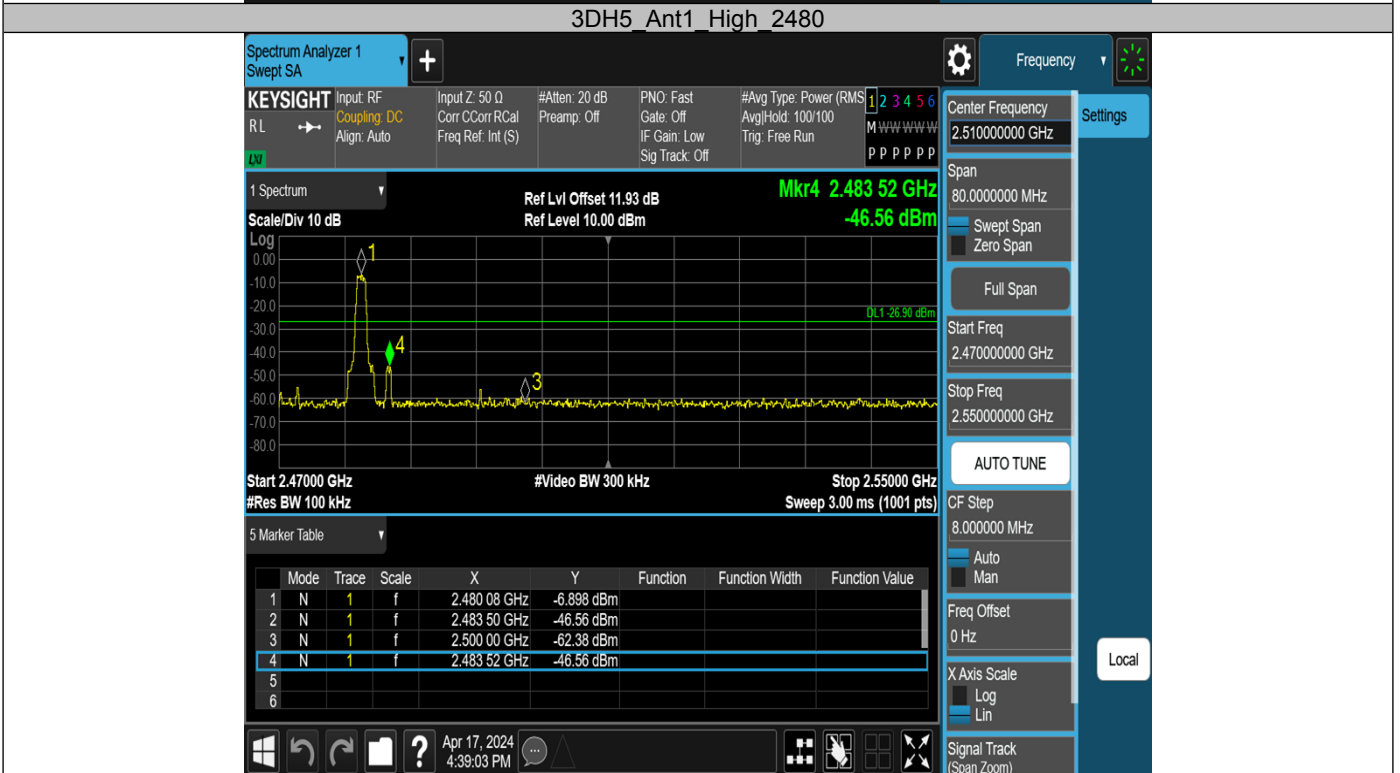 3DH5_Ant1_High_2480
Spectrum Analyzer 1
Swept SA
+
Frequency
KEYSIGHT
RL
LXI
Input: RF
Coupling: DC
Align: Auto
Input Z: 50 Ω
Corr CCorr RCal
Freq Ref: Int (S)
#Atten: 20 dB
Preamp: Off
PNO: Fast
Gate: Off
IF Gain: Low
Sig Track: Off
#Avg Type: Power (RMS
Avg|Hold: 100/100
Trig: Free Run
1 2 3 4 5 6
M W W W W W
P P P P P P
Center Frequency
2.510000000 GHz
Settings
1 Spectrum
Ref Lvl Offset 11.93 dB
Mkr4 2.483 52 GHz
Scale/Div 10 dB
Ref Level 10.00 dBm
-46.56 dBm
Log
0.00
-10.0
-20.0
-30.0
-40.0
-50.0
-60.0
-70.0
-80.0
1
4
3
DL1 -26.90 dBm
Start 2.47000 GHz
#Video BW 300 kHz
Stop 2.55000 GHz
#Res BW 100 kHz
Sweep 3.00 ms (1001 pts)
Span
80.0000000 MHz
Swept Span
Zero Span
Full Span
Start Freq
2.470000000 GHz
Stop Freq
2.550000000 GHz
AUTO TUNE
CF Step
8.000000 MHz
Auto
Man
Freq Offset
0 Hz
X Axis Scale
Log
Lin
Signal Track
(Span Zoom)
Local
5 Marker Table
Mode Trace Scale X Y Function Function Width Function Value
1 N 1 f 2.480 08 GHz -6.898 dBm
2 N 1 f 2.483 50 GHz -46.56 dBm
3 N 1 f 2.500 00 GHz -62.38 dBm
4 N 1 f 2.483 52 GHz -46.56 dBm
5
6
?
Apr 17, 2024
4:39:03 PM